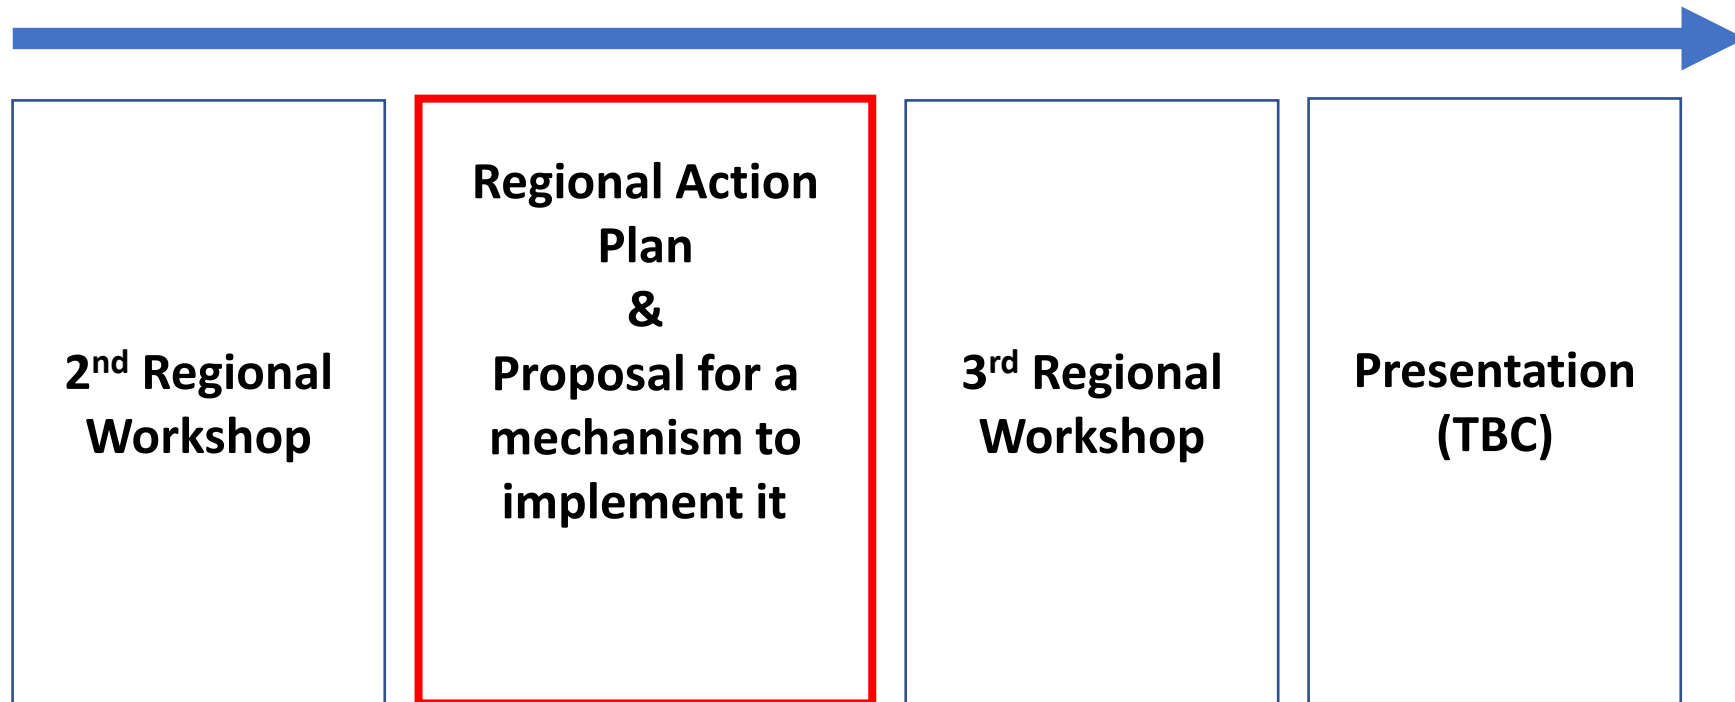 2nd Regional
Workshop
Regional Action
Plan
&
Proposal for a
mechanism to
implement it
3rd Regional
Workshop
Presentation
(TBC)